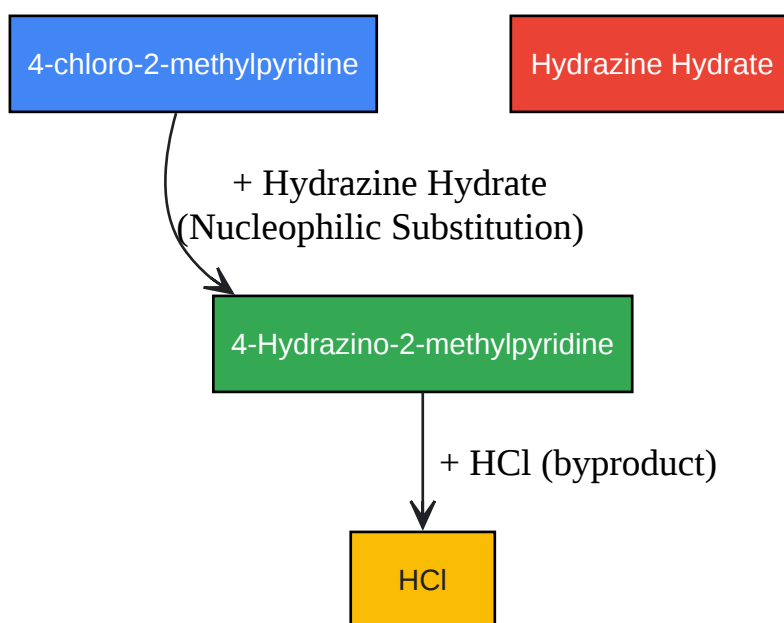 4-chloro-2-methylpyridine
Hydrazine Hydrate
+ Hydrazine Hydrate
(Nucleophilic Substitution)
4-Hydrazino-2-methylpyridine
+ HCl (byproduct)
HCl